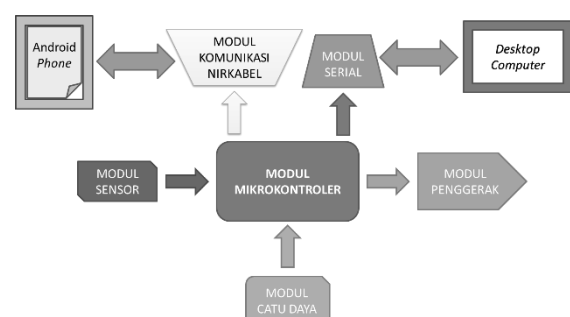 Android
Phone
MODUL
KOMUNIKASI
NIRKABEL
MODUL
SERIAL
Desktop
Computer
MODUL
SENSOR
MODUL
MIKROKONTROLER
MODUL
PENGGERAK
MODUL
CATU DAYA